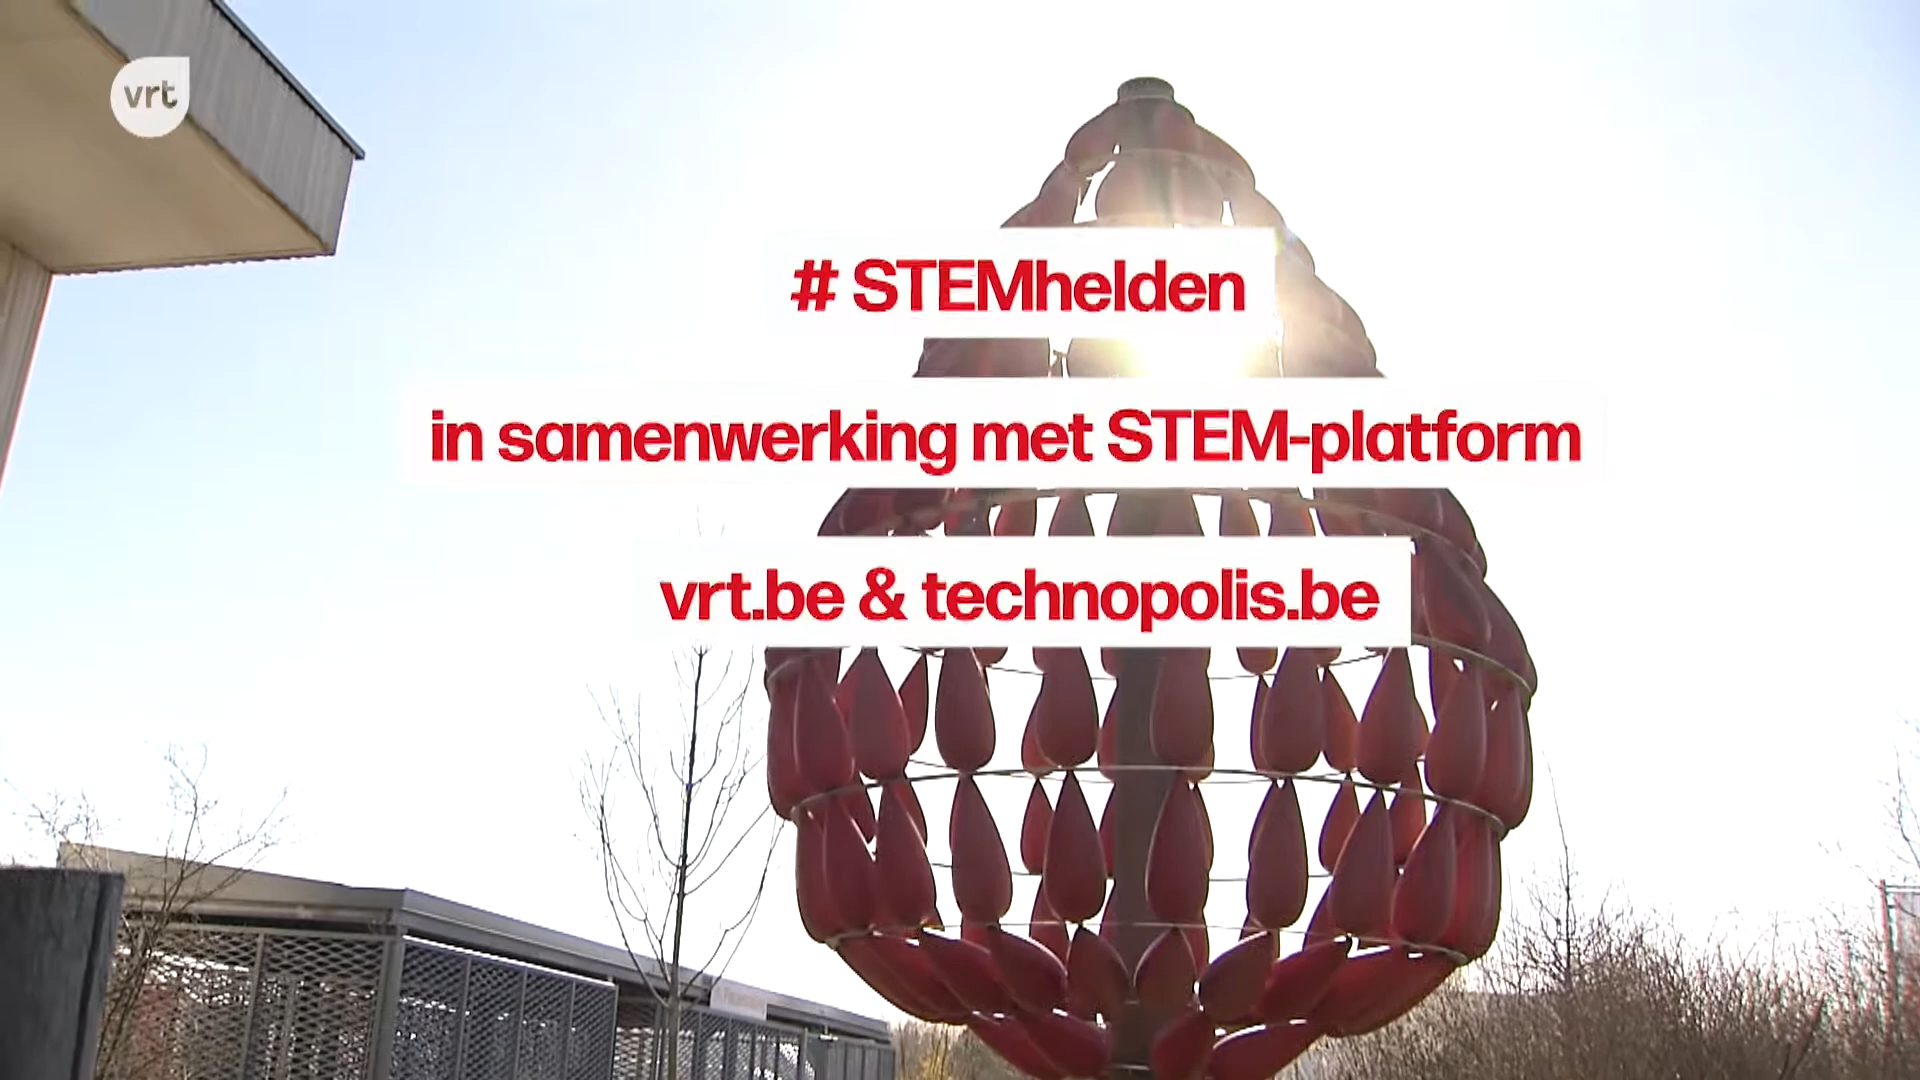 vrt
# STEMhelden
in samenwerking met STEM-platform
vrt.be & technopolis.be